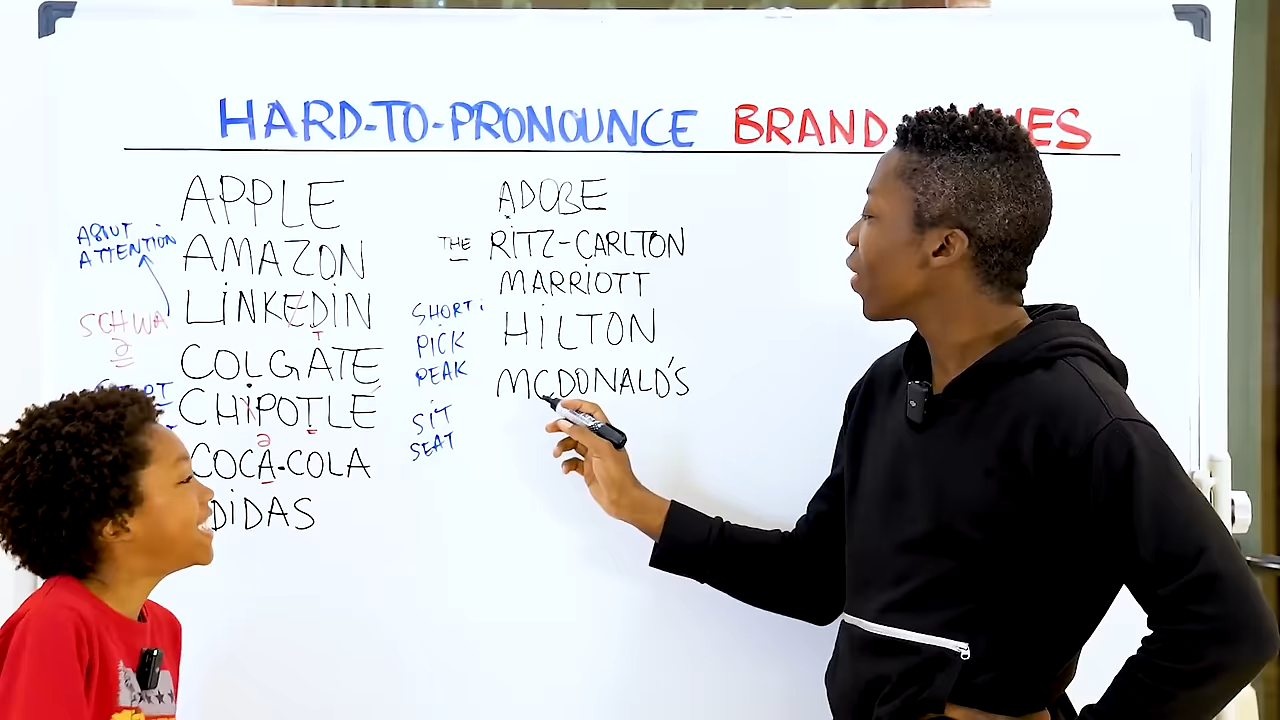 HARD-TO-PRONOUNCE BRAND
APPLE
AMAZON
LiNKEDiN
COLGATE
CHiPOTLE
COCA-COLA
DiDAS
ABOUT
ATTENTiON
SCHWA
ə
T
ə
ADOBE
THE RiTZ-CARLTON
MARRiOTT
HiLTON
MCDONALD'S
SHORT i
PICK
PEAK
SiT
SEAT